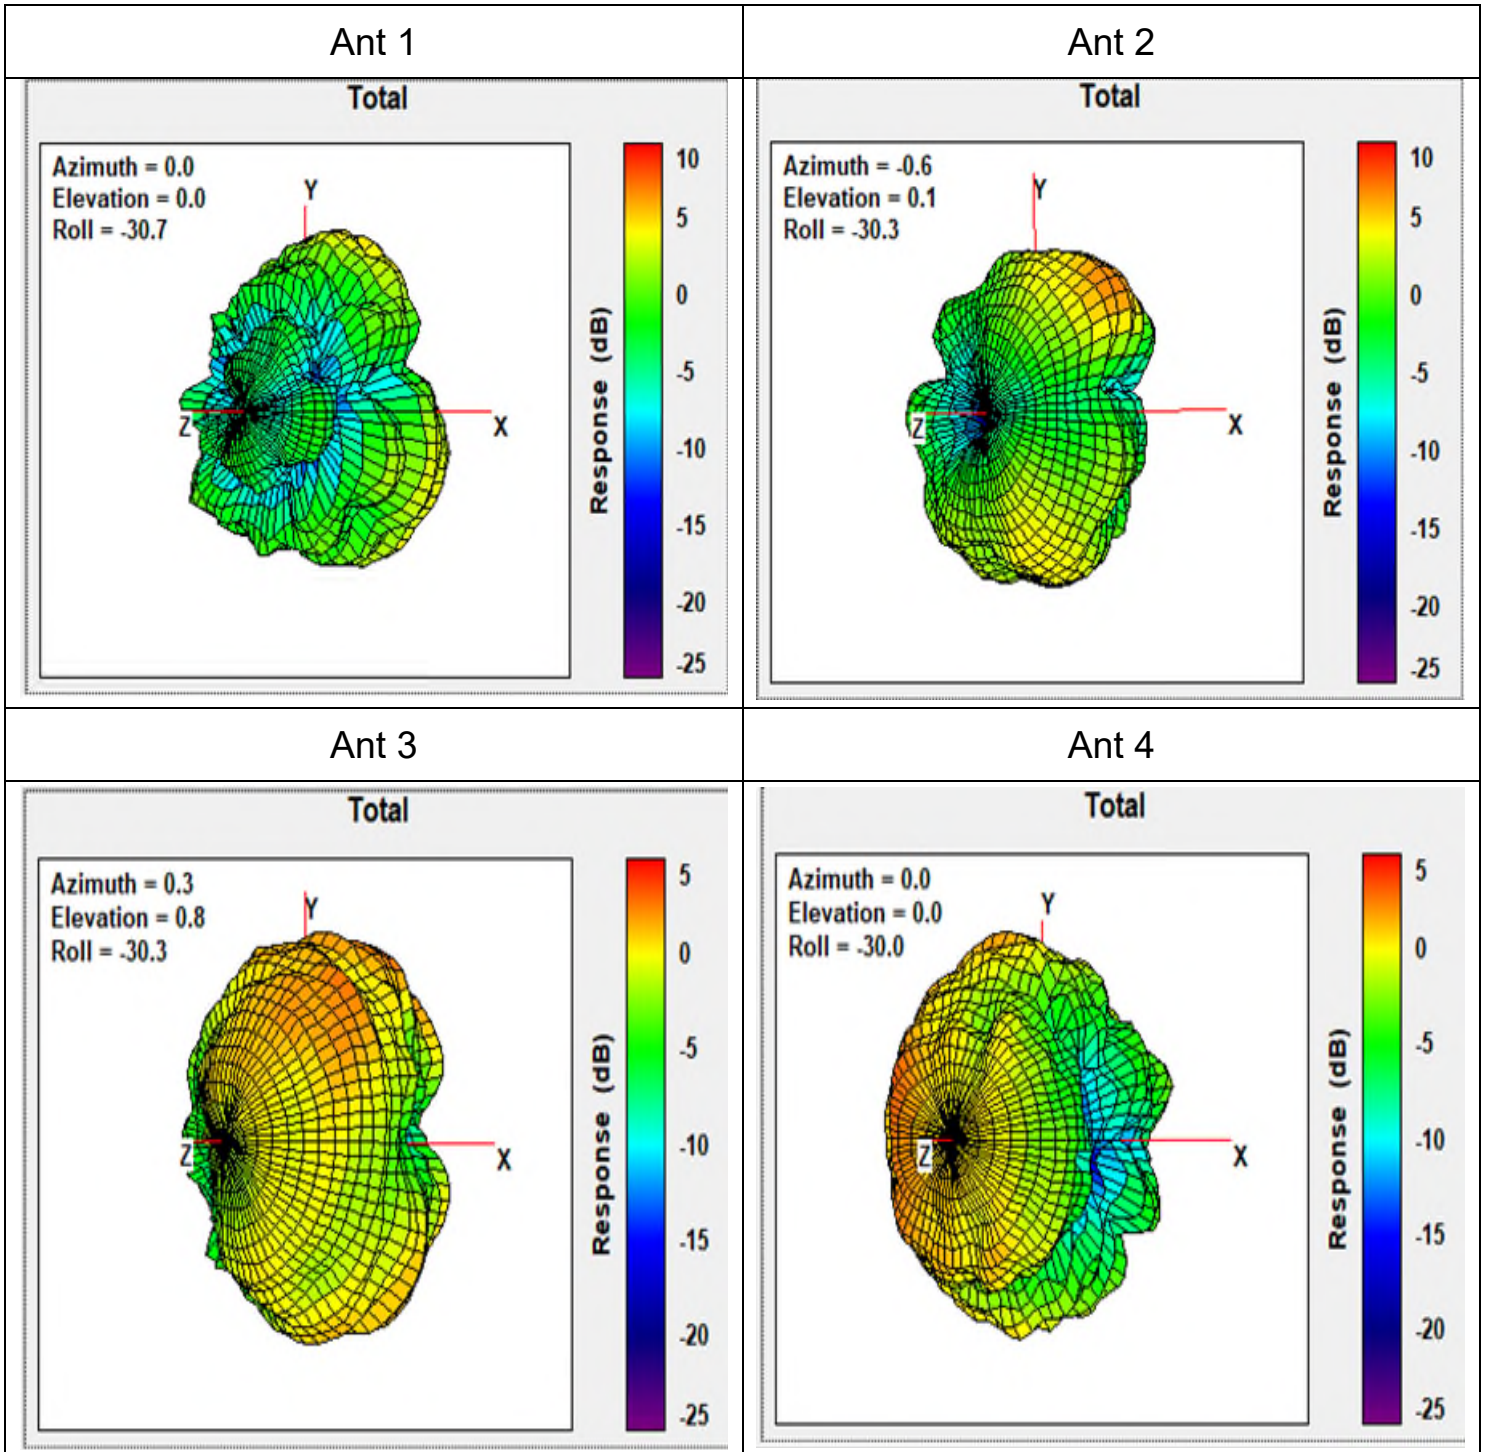 Ant 1
Ant 2
Total
Azimuth = 0.0
Elevation = 0.0
Roll = -30.7
Y
Z
X
Response (dB)
10
5
0
-5
-10
-15
-20
-25
Total
Azimuth = -0.6
Elevation = 0.1
Roll = -30.3
Y
Z
X
Response (dB)
10
5
0
-5
-10
-15
-20
-25
Ant 3
Ant 4
Total
Azimuth = 0.3
Elevation = 0.8
Roll = -30.3
Y
Z
X
Response (dB)
5
0
-5
-10
-15
-20
-25
Total
Azimuth = 0.0
Elevation = 0.0
Roll = -30.0
Y
Z
X
Response (dB)
5
0
-5
-10
-15
-20
-25